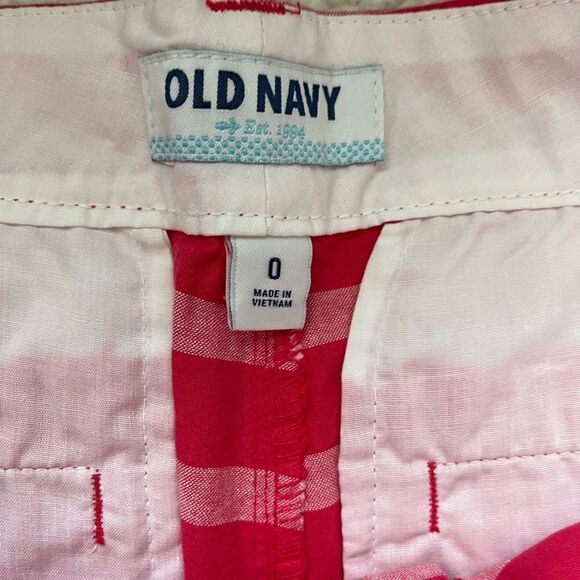 OLD NAVY
Est. 1994
0
MADE IN
VIETNAM